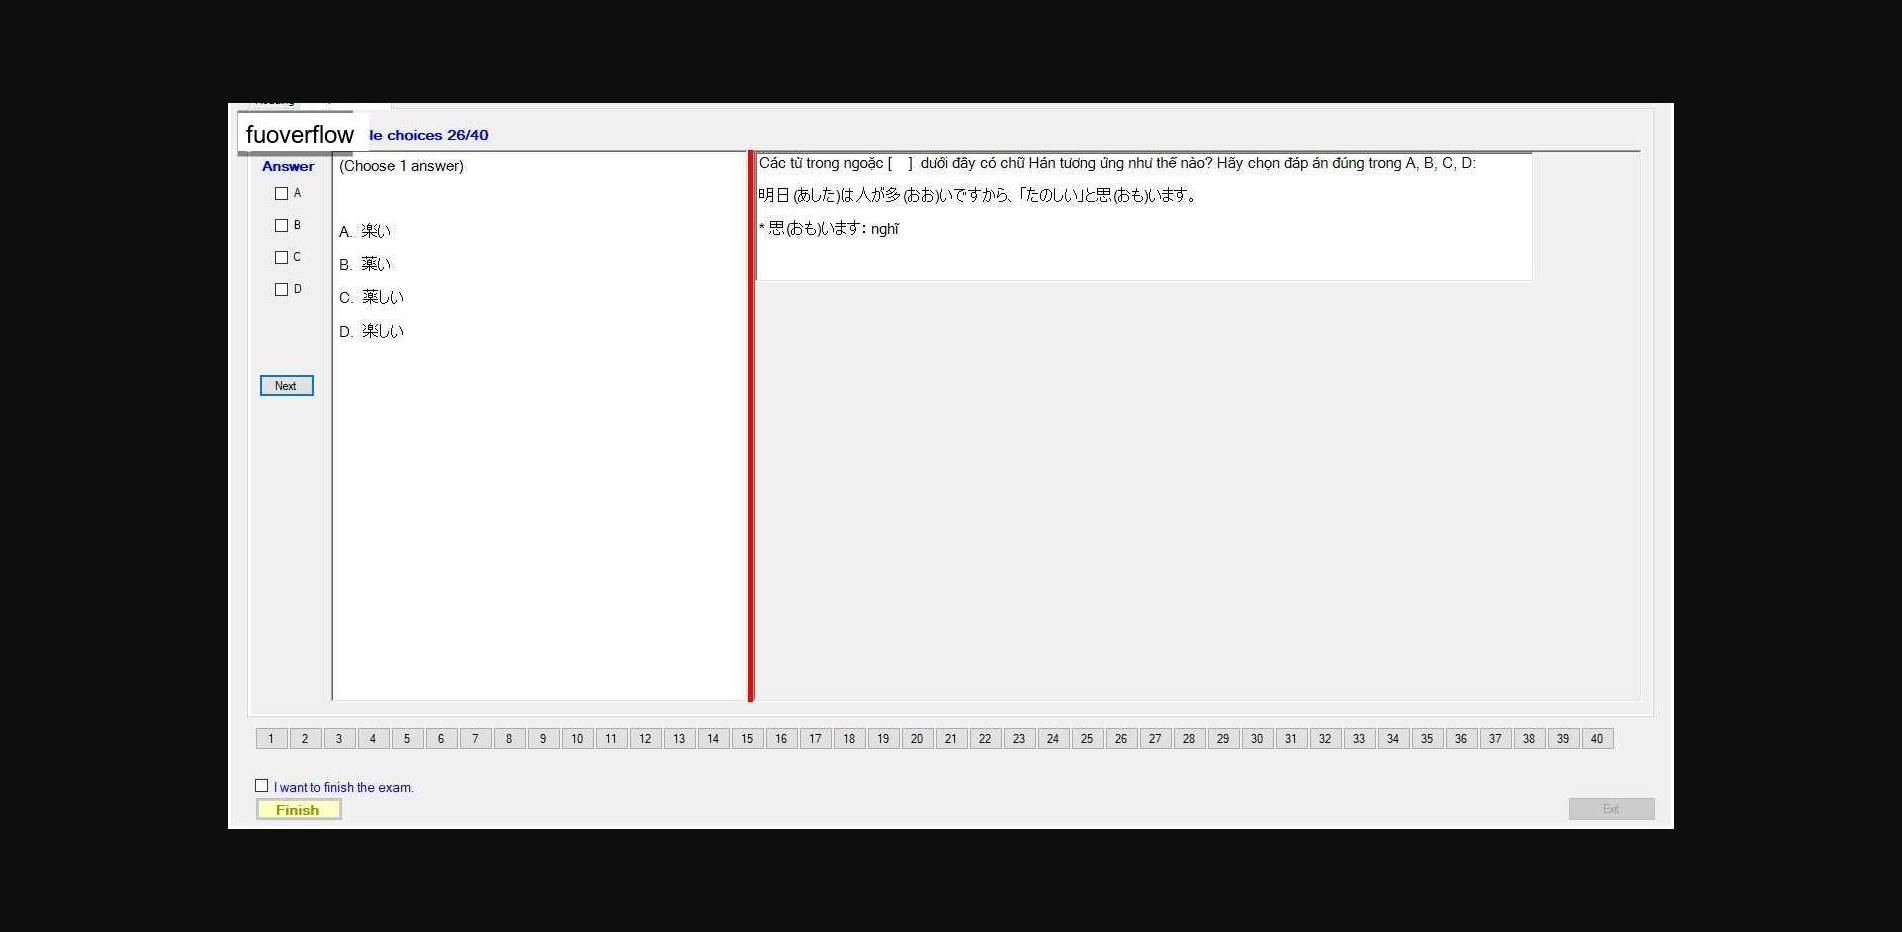 fuoverflow
le choices 26/40
Answer
A
B
C
D
Next
(Choose 1 answer)
A. 楽い
B. 薬い
C. 薬しい
D. 楽しい
Các từ trong ngoặc [ ] dưới đây có chữ Hán tương ứng như thế nào? Hãy chọn đáp án đúng trong A, B, C, D:
明日(あした)は人が多(おお)いですから、「たのしい」と思(おも)います。
* 思(おも)います: nghĩ
1 2 3 4 5 6 7 8 9 10 11 12 13 14 15 16 17 18 19 20 21 22 23 24 25 26 27 28 29 30 31 32 33 34 35 36 37 38 39 40
I want to finish the exam.
Finish
Exit